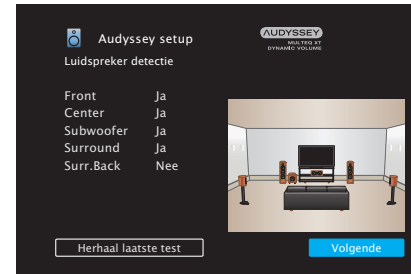 Audyssey setup
AUDYSSEY
MULTEQ XT
DYNAMIC VOLUME
Luidspreker detectie
Front Ja
Center Ja
Subwoofer Ja
Surround Ja
Surr.Back Nee
Herhaal laatste test
Volgende